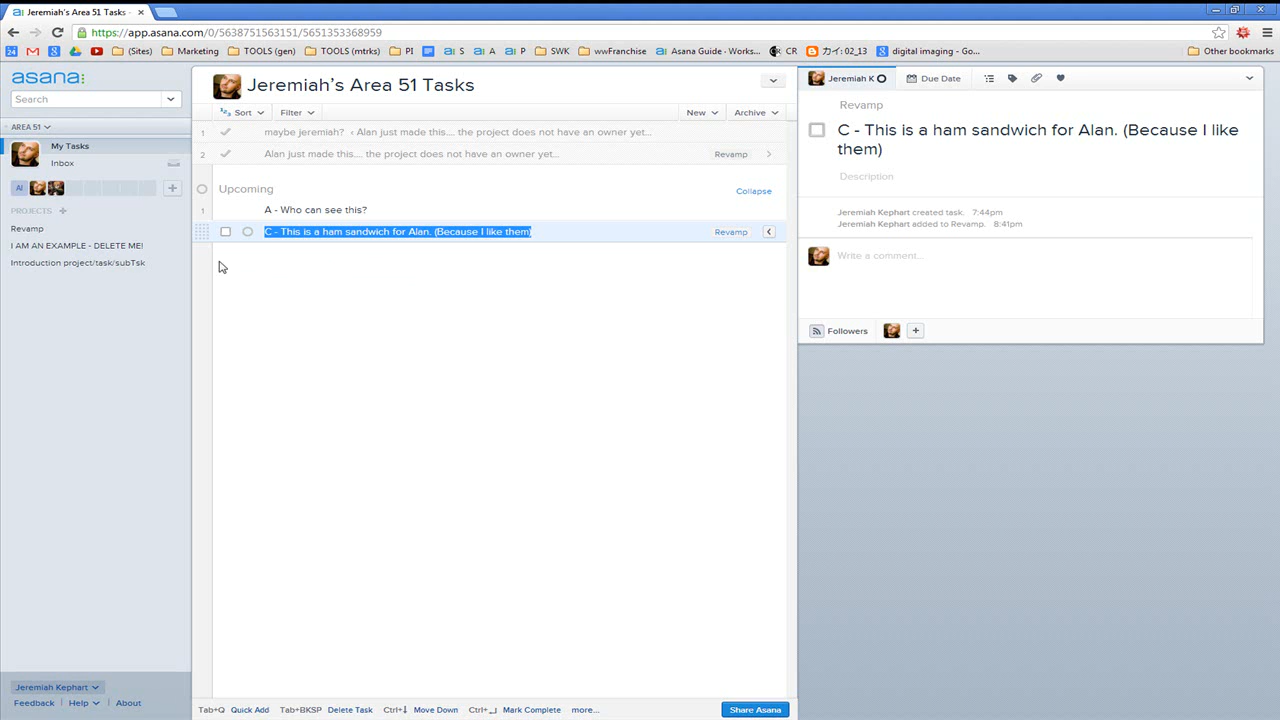 Jeremiah's Area 51 Tasks -
https://app.asana.com/0/5638751563151/5651353368959
(Sites) Marketing TOOLS (gen) TOOLS (mtrks) PI S A P SWK wwFranchise Asana Guide - Works... CR カイ: 02_13 digital imaging - Go... Other bookmarks
asana
Search
AREA 51
My Tasks
Inbox
Al
PROJECTS +
Revamp
I AM AN EXAMPLE - DELETE ME!
Introduction project/task/subTsk
Jeremiah Kephart
Feedback Help About
Jeremiah's Area 51 Tasks
Sort Filter New Archive
1 maybe jeremiah? < Alan just made this.... the project does not have an owner yet...
2 Alan just made this.... the project does not have an owner yet... Revamp
Upcoming Collapse
1 A - Who can see this?
C - This is a ham sandwich for Alan. (Because I like them) Revamp
Tab+Q Quick Add Tab+BKSP Delete Task Ctrl+↓ Move Down Ctrl+↵ Mark Complete more... Share Asana
Jeremiah K Due Date
Revamp
C - This is a ham sandwich for Alan. (Because I like
them)
Description
Jeremiah Kephart created task. 7:44pm
Jeremiah Kephart added to Revamp. 8:41pm
Write a comment...
Followers +